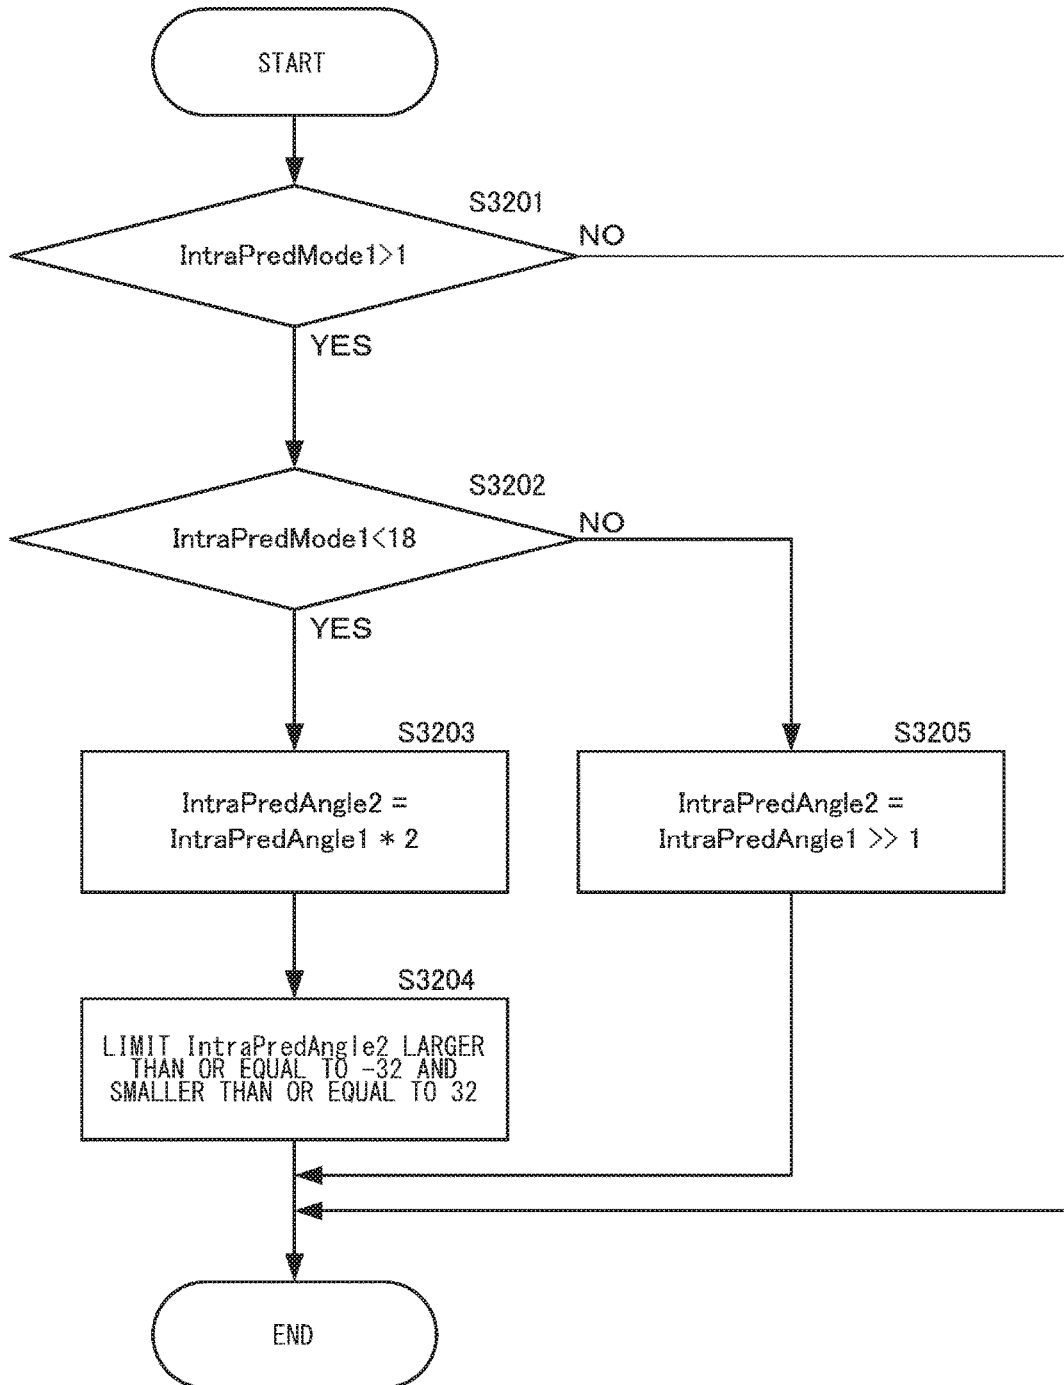 START
S3201
IntraPredMode1>1
NO
YES
S3202
IntraPredMode1<18
NO
YES
S3203
IntraPredAngle2 =
IntraPredAngle1 * 2
S3205
IntraPredAngle2 =
IntraPredAngle1 >> 1
S3204
LIMIT IntraPredAngle2 LARGER
THAN OR EQUAL TO -32 AND
SMALLER THAN OR EQUAL TO 32
END